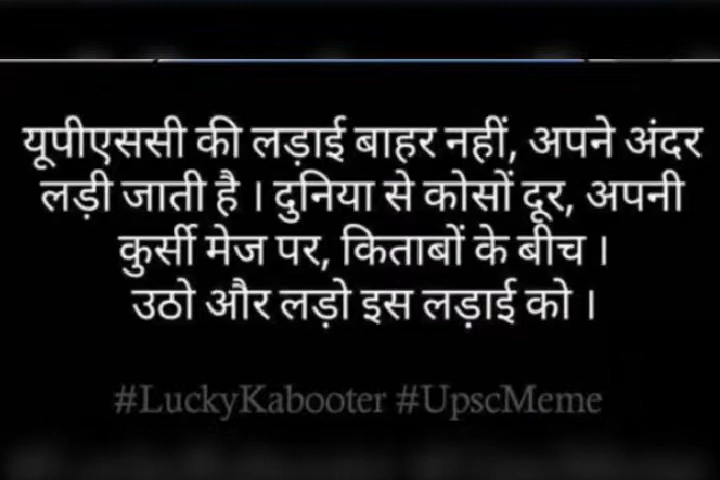 यूपीएससी की लड़ाई बाहर नहीं, अपने अंदर
लड़ी जाती है । दुनिया से कोसों दूर, अपनी
कुर्सी मेज पर, किताबों के बीच ।
उठो और लड़ो इस लड़ाई को ।
#LuckyKabooter #UpscMeme